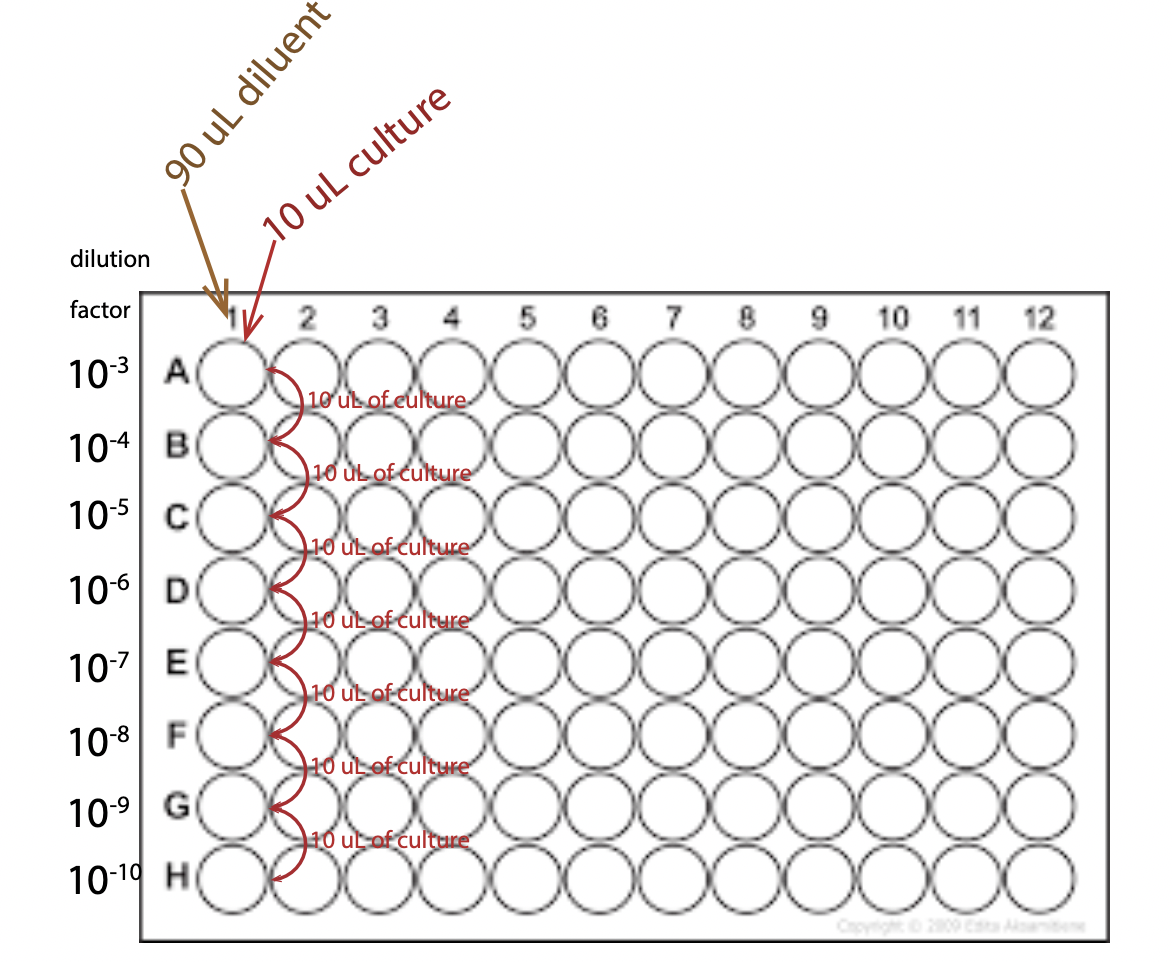 90 uL diluent
10 uL culture
dilution
factor
1 2 3 4 5 6 7 8 9 10 11 12
10-3 A
10 uL of culture
10-4 B
10 uL of culture
10-5 C
10 uL of culture
10-6 D
10 uL of culture
10-7 E
10 uL of culture
10-8 F
10 uL of culture
10-9 G
10 uL of culture
10-10 H
Copyright © 2009 Edita